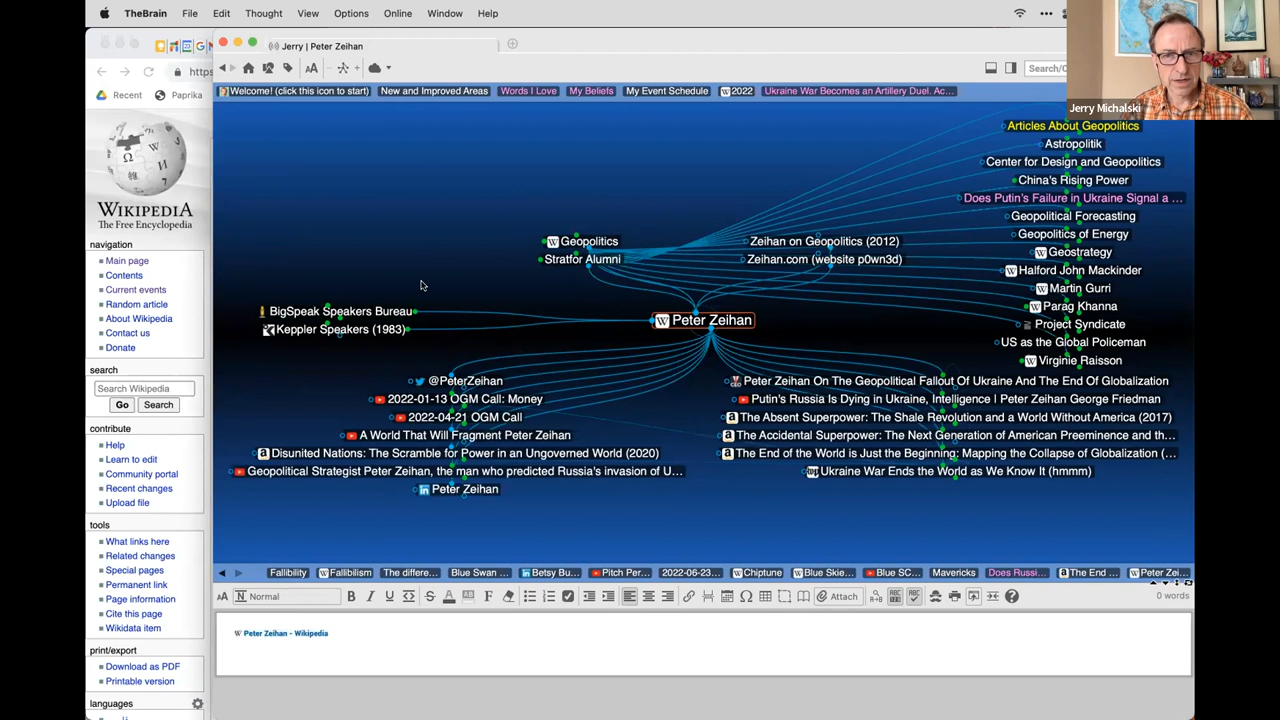 TheBrain File Edit Thought View Options Online Window Help
Jerry | Peter Zeihan
https
Recent Paprika
Search/C
Jerry Michalski
Welcome! (click this icon to start) New and Improved Areas Words I Love My Beliefs My Event Schedule 2022 Ukraine War Becomes an Artillery Duel. Ac...
WIKIPEDIA
The Free Encyclopedia
navigation
Main page
Contents
Current events
Random article
About Wikipedia
Contact us
Donate
search
Search Wikipedia
Go Search
contribute
Help
Learn to edit
Community portal
Recent changes
Upload file
tools
What links here
Related changes
Special pages
Permanent link
Page information
Cite this page
Wikidata item
print/export
Download as PDF
Printable version
languages
Articles About Geopolitics
Astropolitik
Center for Design and Geopolitics
China's Rising Power
Does Putin's Failure in Ukraine Signal a ...
Geopolitical Forecasting
Geopolitics of Energy
Geostrategy
Halford John Mackinder
Martin Gurri
Parag Khanna
Project Syndicate
US as the Global Policeman
Virginie Raisson
Geopolitics
Stratfor Alumni
Zeihan on Geopolitics (2012)
Zeihan.com (website p0wn3d)
BigSpeak Speakers Bureau
Keppler Speakers (1983)
Peter Zeihan
@PeterZeihan
2022-01-13 OGM Call: Money
2022-04-21 OGM Call
A World That Will Fragment Peter Zeihan
Disunited Nations: The Scramble for Power in an Ungoverned World (2020)
Geopolitical Strategist Peter Zeihan, the man who predicted Russia's invasion of U...
Peter Zeihan
Peter Zeihan On The Geopolitical Fallout Of Ukraine And The End Of Globalization
Putin's Russia Is Dying in Ukraine, Intelligence l Peter Zeihan George Friedman
The Absent Superpower: The Shale Revolution and a World Without America (2017)
The Accidental Superpower: The Next Generation of American Preeminence and th...
The End of the World is Just the Beginning: Mapping the Collapse of Globalization (...
Ukraine War Ends the World as We Know It (hmmm)
Fallibility Fallibilism The differe... Blue Swan ... Betsy Bu... Pitch Per... 2022-06-23... Chiptune Blue Skie... Blue SC... Mavericks Does Russi... The End ... Peter Zei...
Normal Attach 0 words
Peter Zeihan - Wikipedia